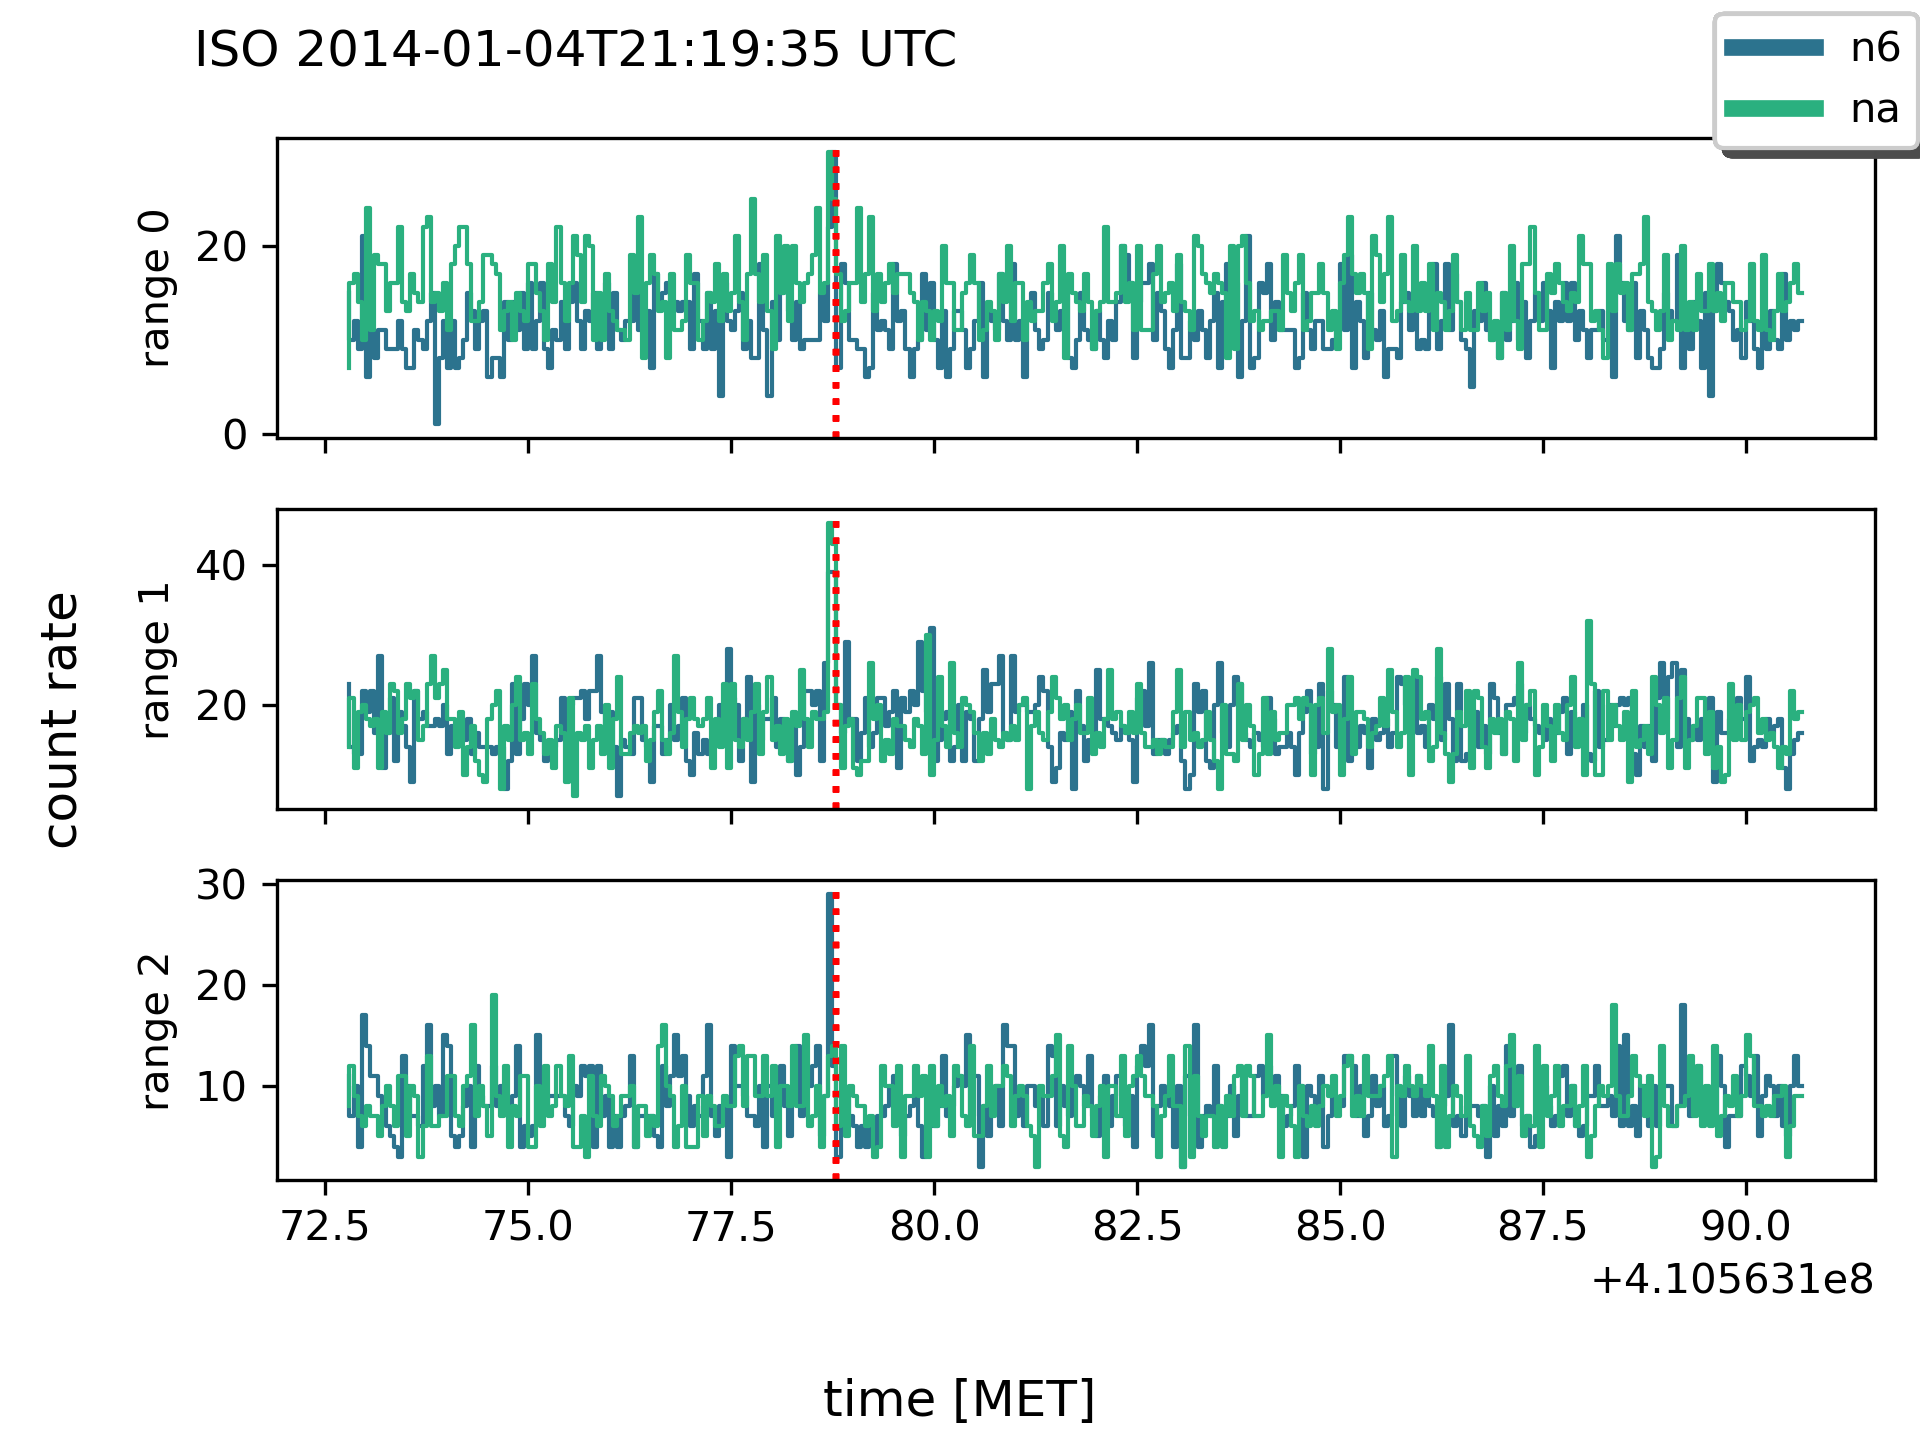 ISO 2014-01-04T21:19:35 UTC
n6
na
range 0
20
0
count rate
range 1
40
20
range 2
30
20
10
72.5 75.0 77.5 80.0 82.5 85.0 87.5 90.0
+4.105631e8
time [MET]